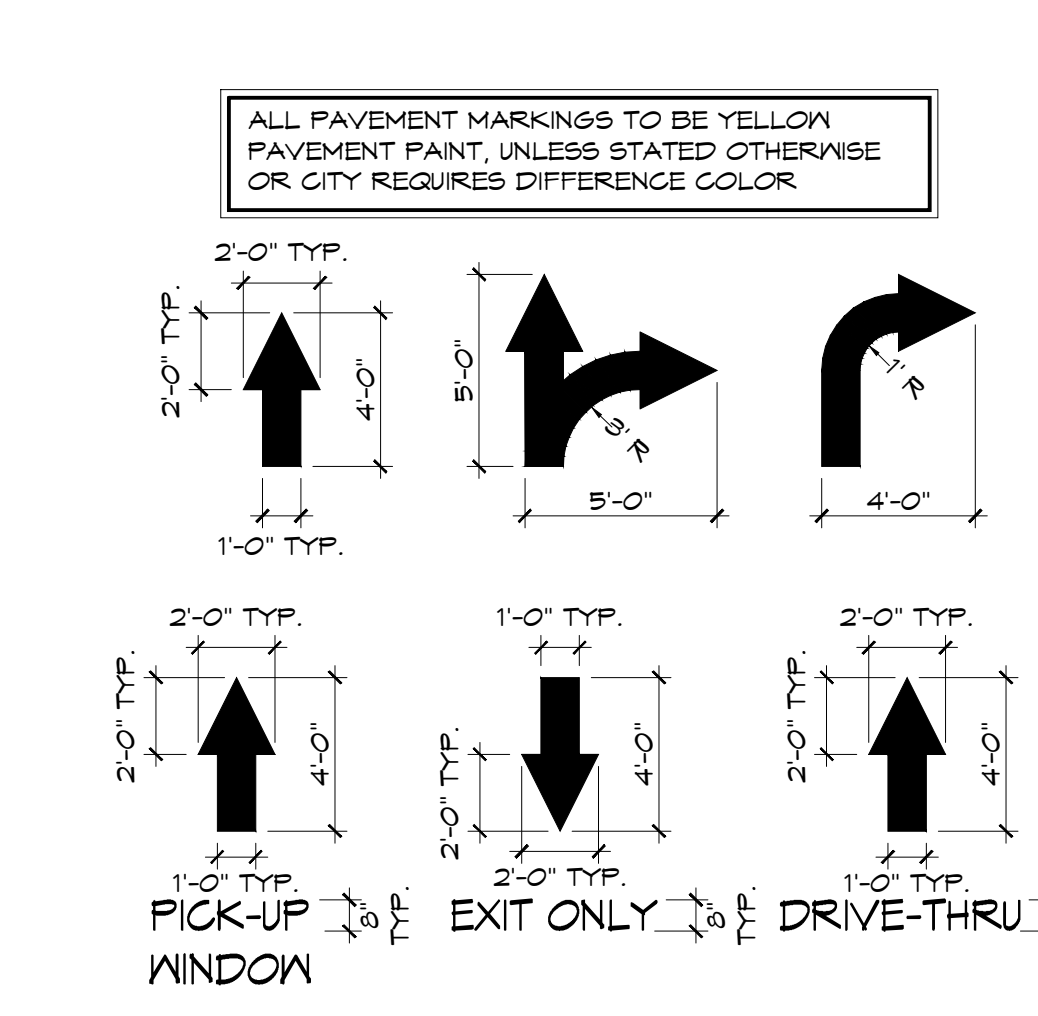 ALL PAVEMENT MARKINGS TO BE YELLOW
PAVEMENT PAINT, UNLESS STATED OTHERWISE
OR CITY REQUIRES DIFFERENCE COLOR
2'-0" TYP.
2'-0" TYP.
4'-0"
1'-0" TYP.
5'-0"
3' R
5'-0"
1' R
4'-0"
2'-0" TYP.
2'-0" TYP.
4'-0"
1'-0" TYP.
PICK-UP
WINDOW
8"
TYP.
1'-0" TYP.
4'-0"
2'-0" TYP.
2'-0" TYP.
EXIT ONLY
8"
TYP.
2'-0" TYP.
2'-0" TYP.
4'-0"
1'-0" TYP.
DRIVE-THRU